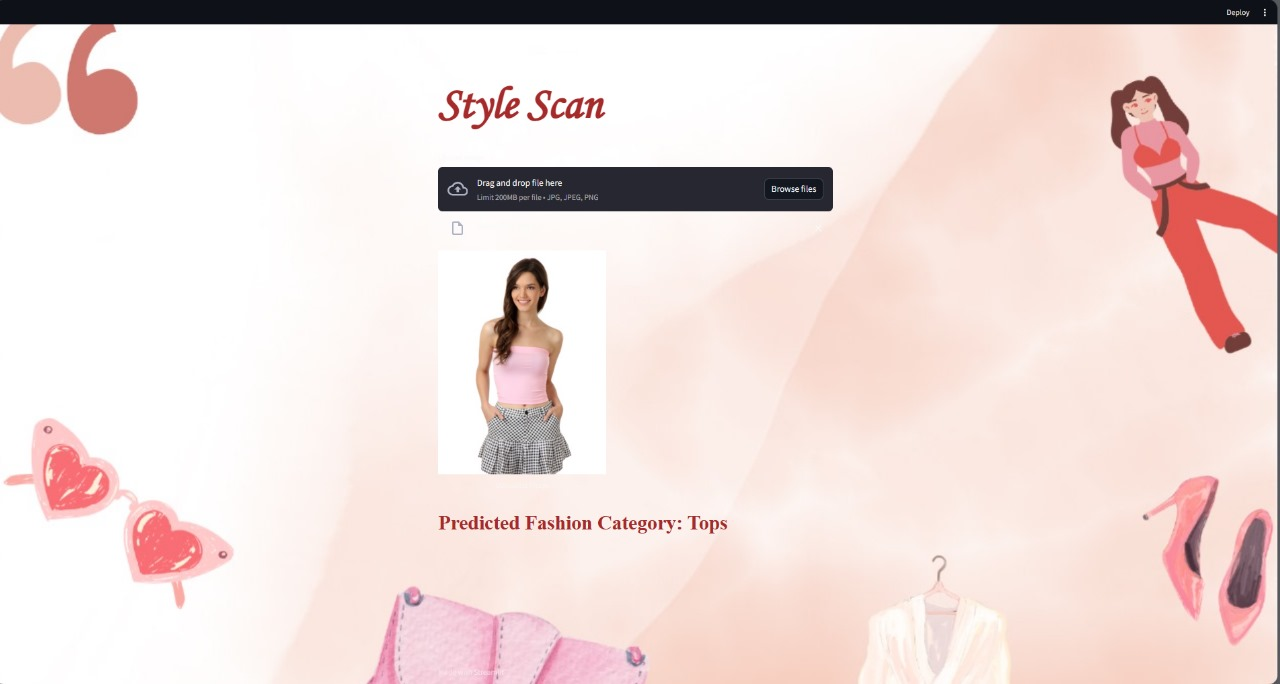 Deploy
Style Scan
Drag and drop file here
Limit 200MB per file • JPG, JPEG, PNG
Browse files
Predicted Fashion Category: Tops